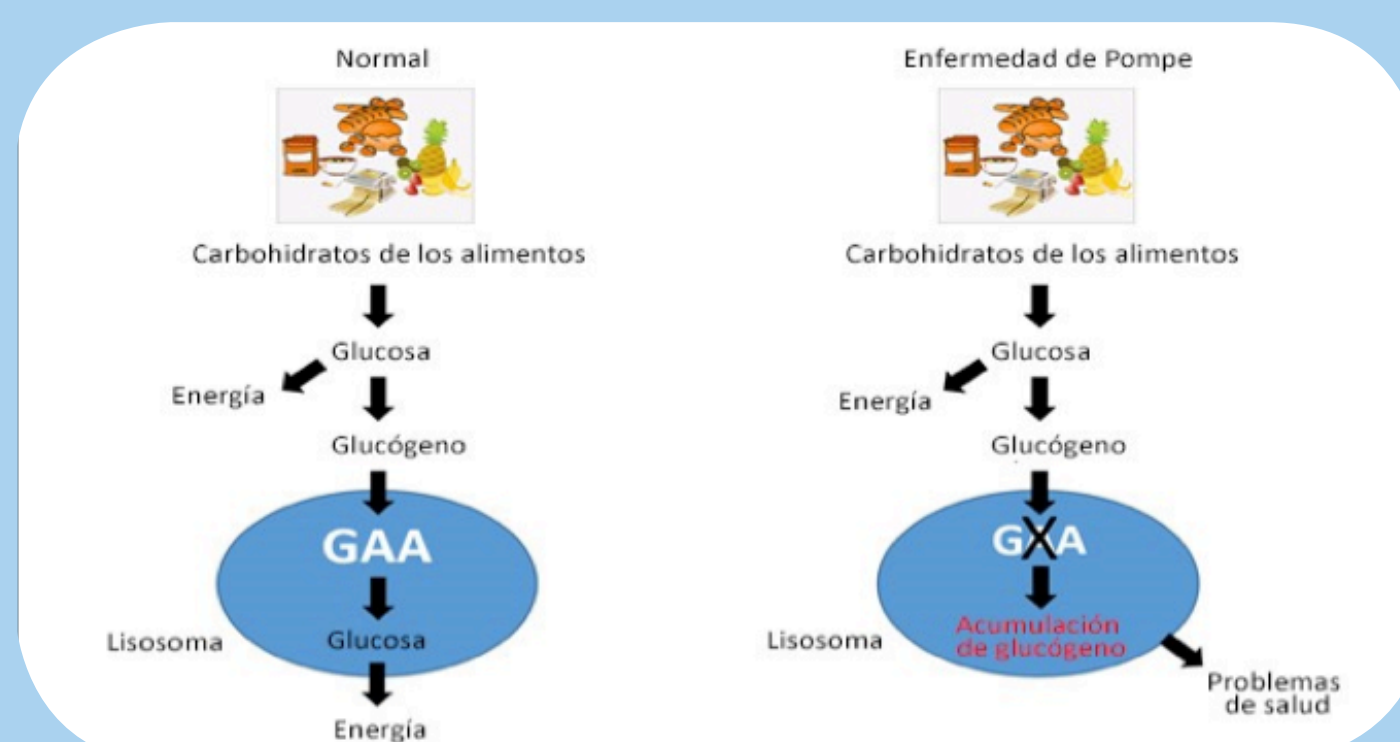 Normal
Carbohidratos de los alimentos
Glucosa
Energía
Glucógeno
GAA
Lisosoma
Glucosa
Energía
Enfermedad de Pompe
Carbohidratos de los alimentos
Glucosa
Energía
Glucógeno
GAA
Lisosoma
Acumulación
de glucógeno
Problemas
de salud